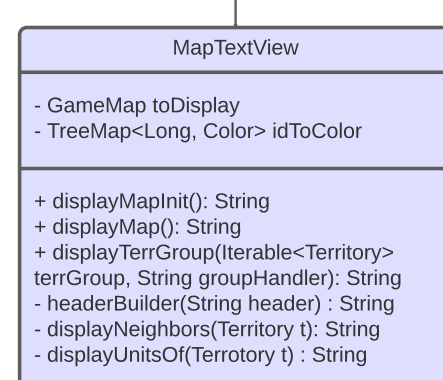 MapTextView
- GameMap toDisplay
- TreeMap<Long, Color> idToColor
+ displayMapInit(): String
+ displayMap(): String
+ displayTerrGroup(Iterable<Territory>
terrGroup, String groupHandler): String
- headerBuilder(String header) : String
- displayNeighbors(Territory t): String
- displayUnitsOf(Terrotory t) : String